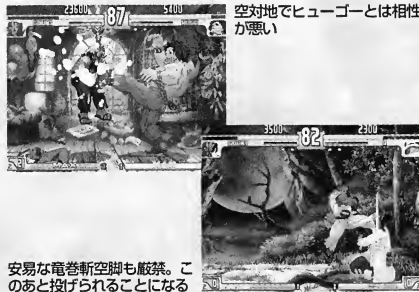 23600
87
5100
空対地でヒューゴーとは相性
が悪い
3500
82
2300
安易な竜巻斬空脚も厳禁。こ
のあと投げられることになる